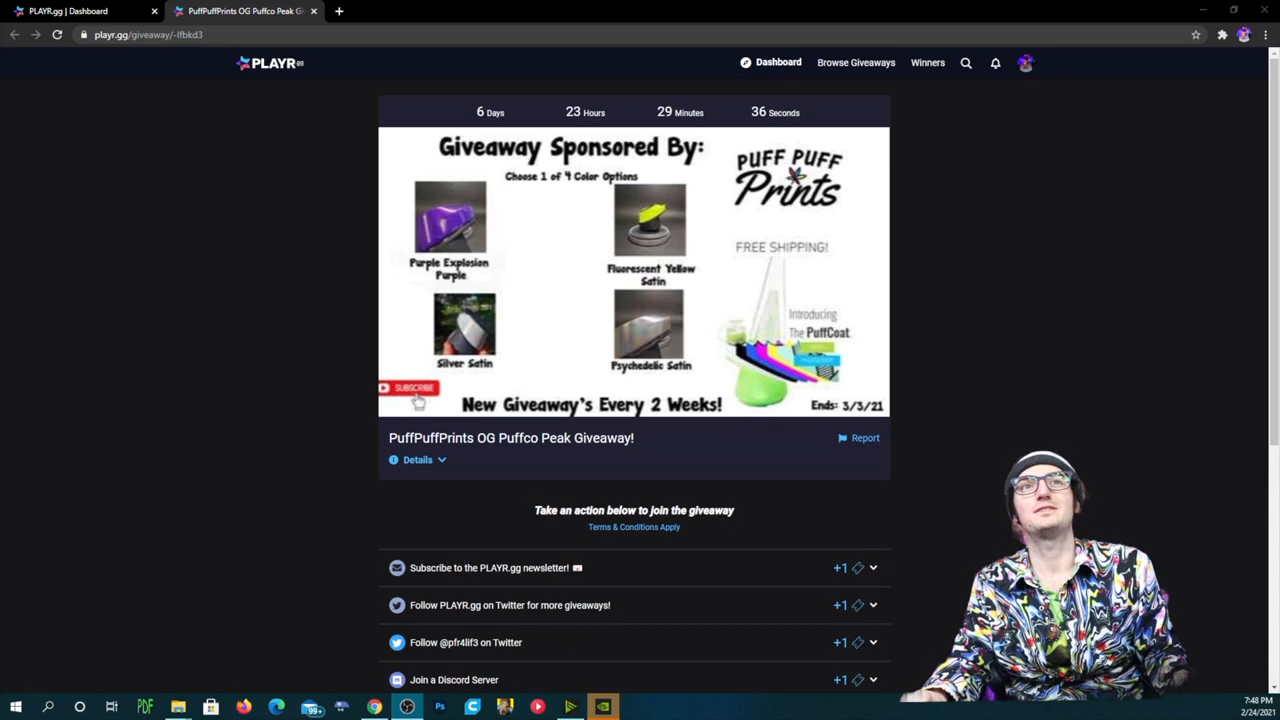 PLAYR.gg | Dashboard
PuffPuffPrints OG Puffco Peak Gi
playr.gg/giveaway/-lfbkd3
PLAYR gg
Dashboard
Browse Giveaways
Winners
6 Days
23 Hours
29 Minutes
36 Seconds
Giveaway Sponsored By:
Choose 1 of 4 Color Options
PUFF PUFF
Prints
Purple Explosion
Purple
Fluorescent Yellow
Satin
FREE SHIPPING!
Introducing
The PuffCoat.
Silver Satin
Psychedelic Satin
SUBSCRIBE
New Giveaway's Every 2 Weeks!
Ends: 3/3/21
PuffPuffPrints OG Puffco Peak Giveaway!
Report
Details
Take an action below to join the giveaway
Terms & Conditions Apply
Subscribe to the PLAYR.gg newsletter!
+1
Follow PLAYR.gg on Twitter for more giveaways!
+1
Follow @pfr4lif3 on Twitter
+1
Join a Discord Server
+1
PDF
99+
Ps
7:48 PM
2/24/2021